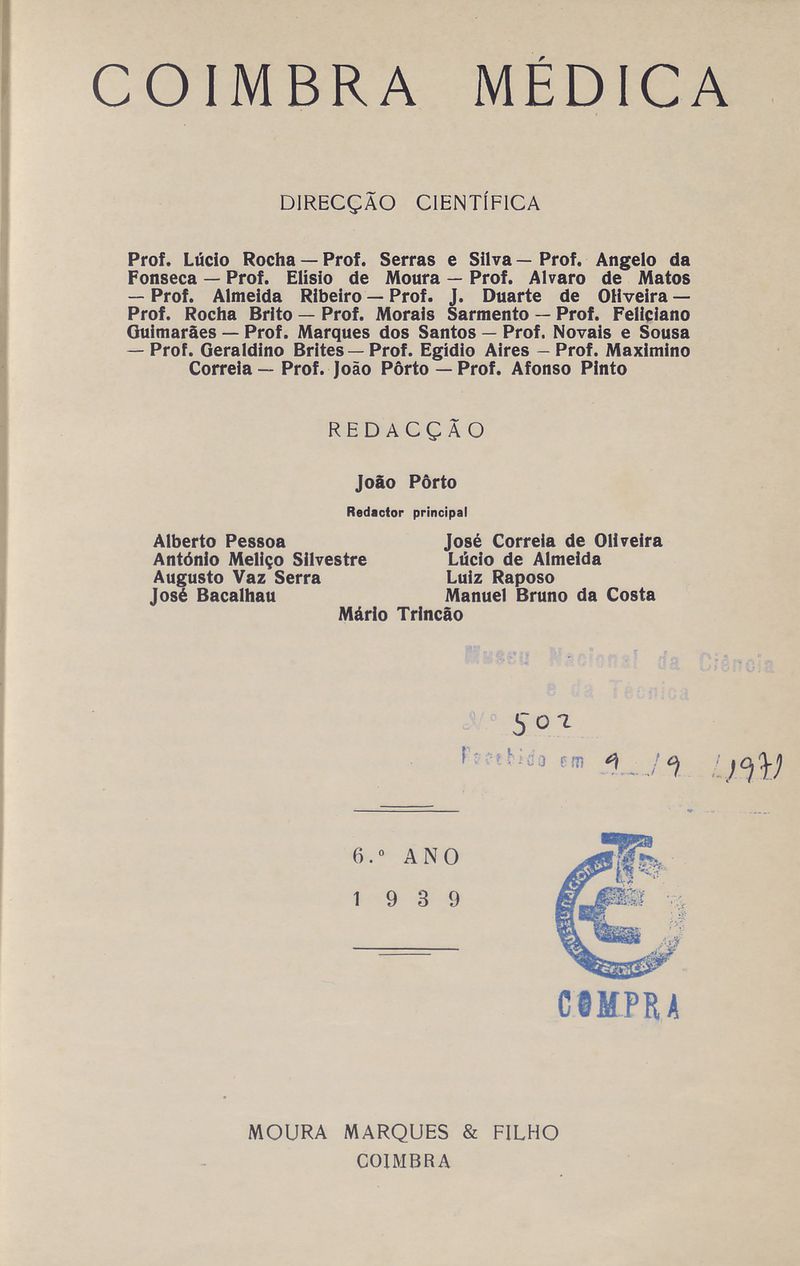 COIMBRA MÉDICA
DIRECÇÃO CIENTÍFICA
Prof. Lúcio Rocha — Prof. Serras e Silva — Prof. Angelo da
Fonseca — Prof. Elísio de Moura — Prof. Alvaro de Matos
— Prof. Almeida Ribeiro — Prof. J. Duarte de Oliveira —
Prof. Rocha Brito — Prof. Morais Sarmento — Prof. Feliciano
Guimarães — Prof. Marques dos Santos — Prof. Novais e Sousa
— Prof. Geraldino Brites — Prof. Egidio Aires — Prof. Maximino
Correia — Prof. João Pôrto — Prof. Afonso Pinto
REDACÇÃO
João Pôrto
Redactor principal
Alberto Pessoa José Correia de Oliveira
António Meliço Silvestre Lúcio de Almeida
Augusto Vaz Serra Luiz Raposo
José Bacalhau Manuel Bruno da Costa
Mário Trincão
Museu Nacional da Ciência
e da Técnica
Nº 502
Recebido em
6.º ANO
1939
COMPRA
MOURA MARQUES & FILHO
COIMBRA